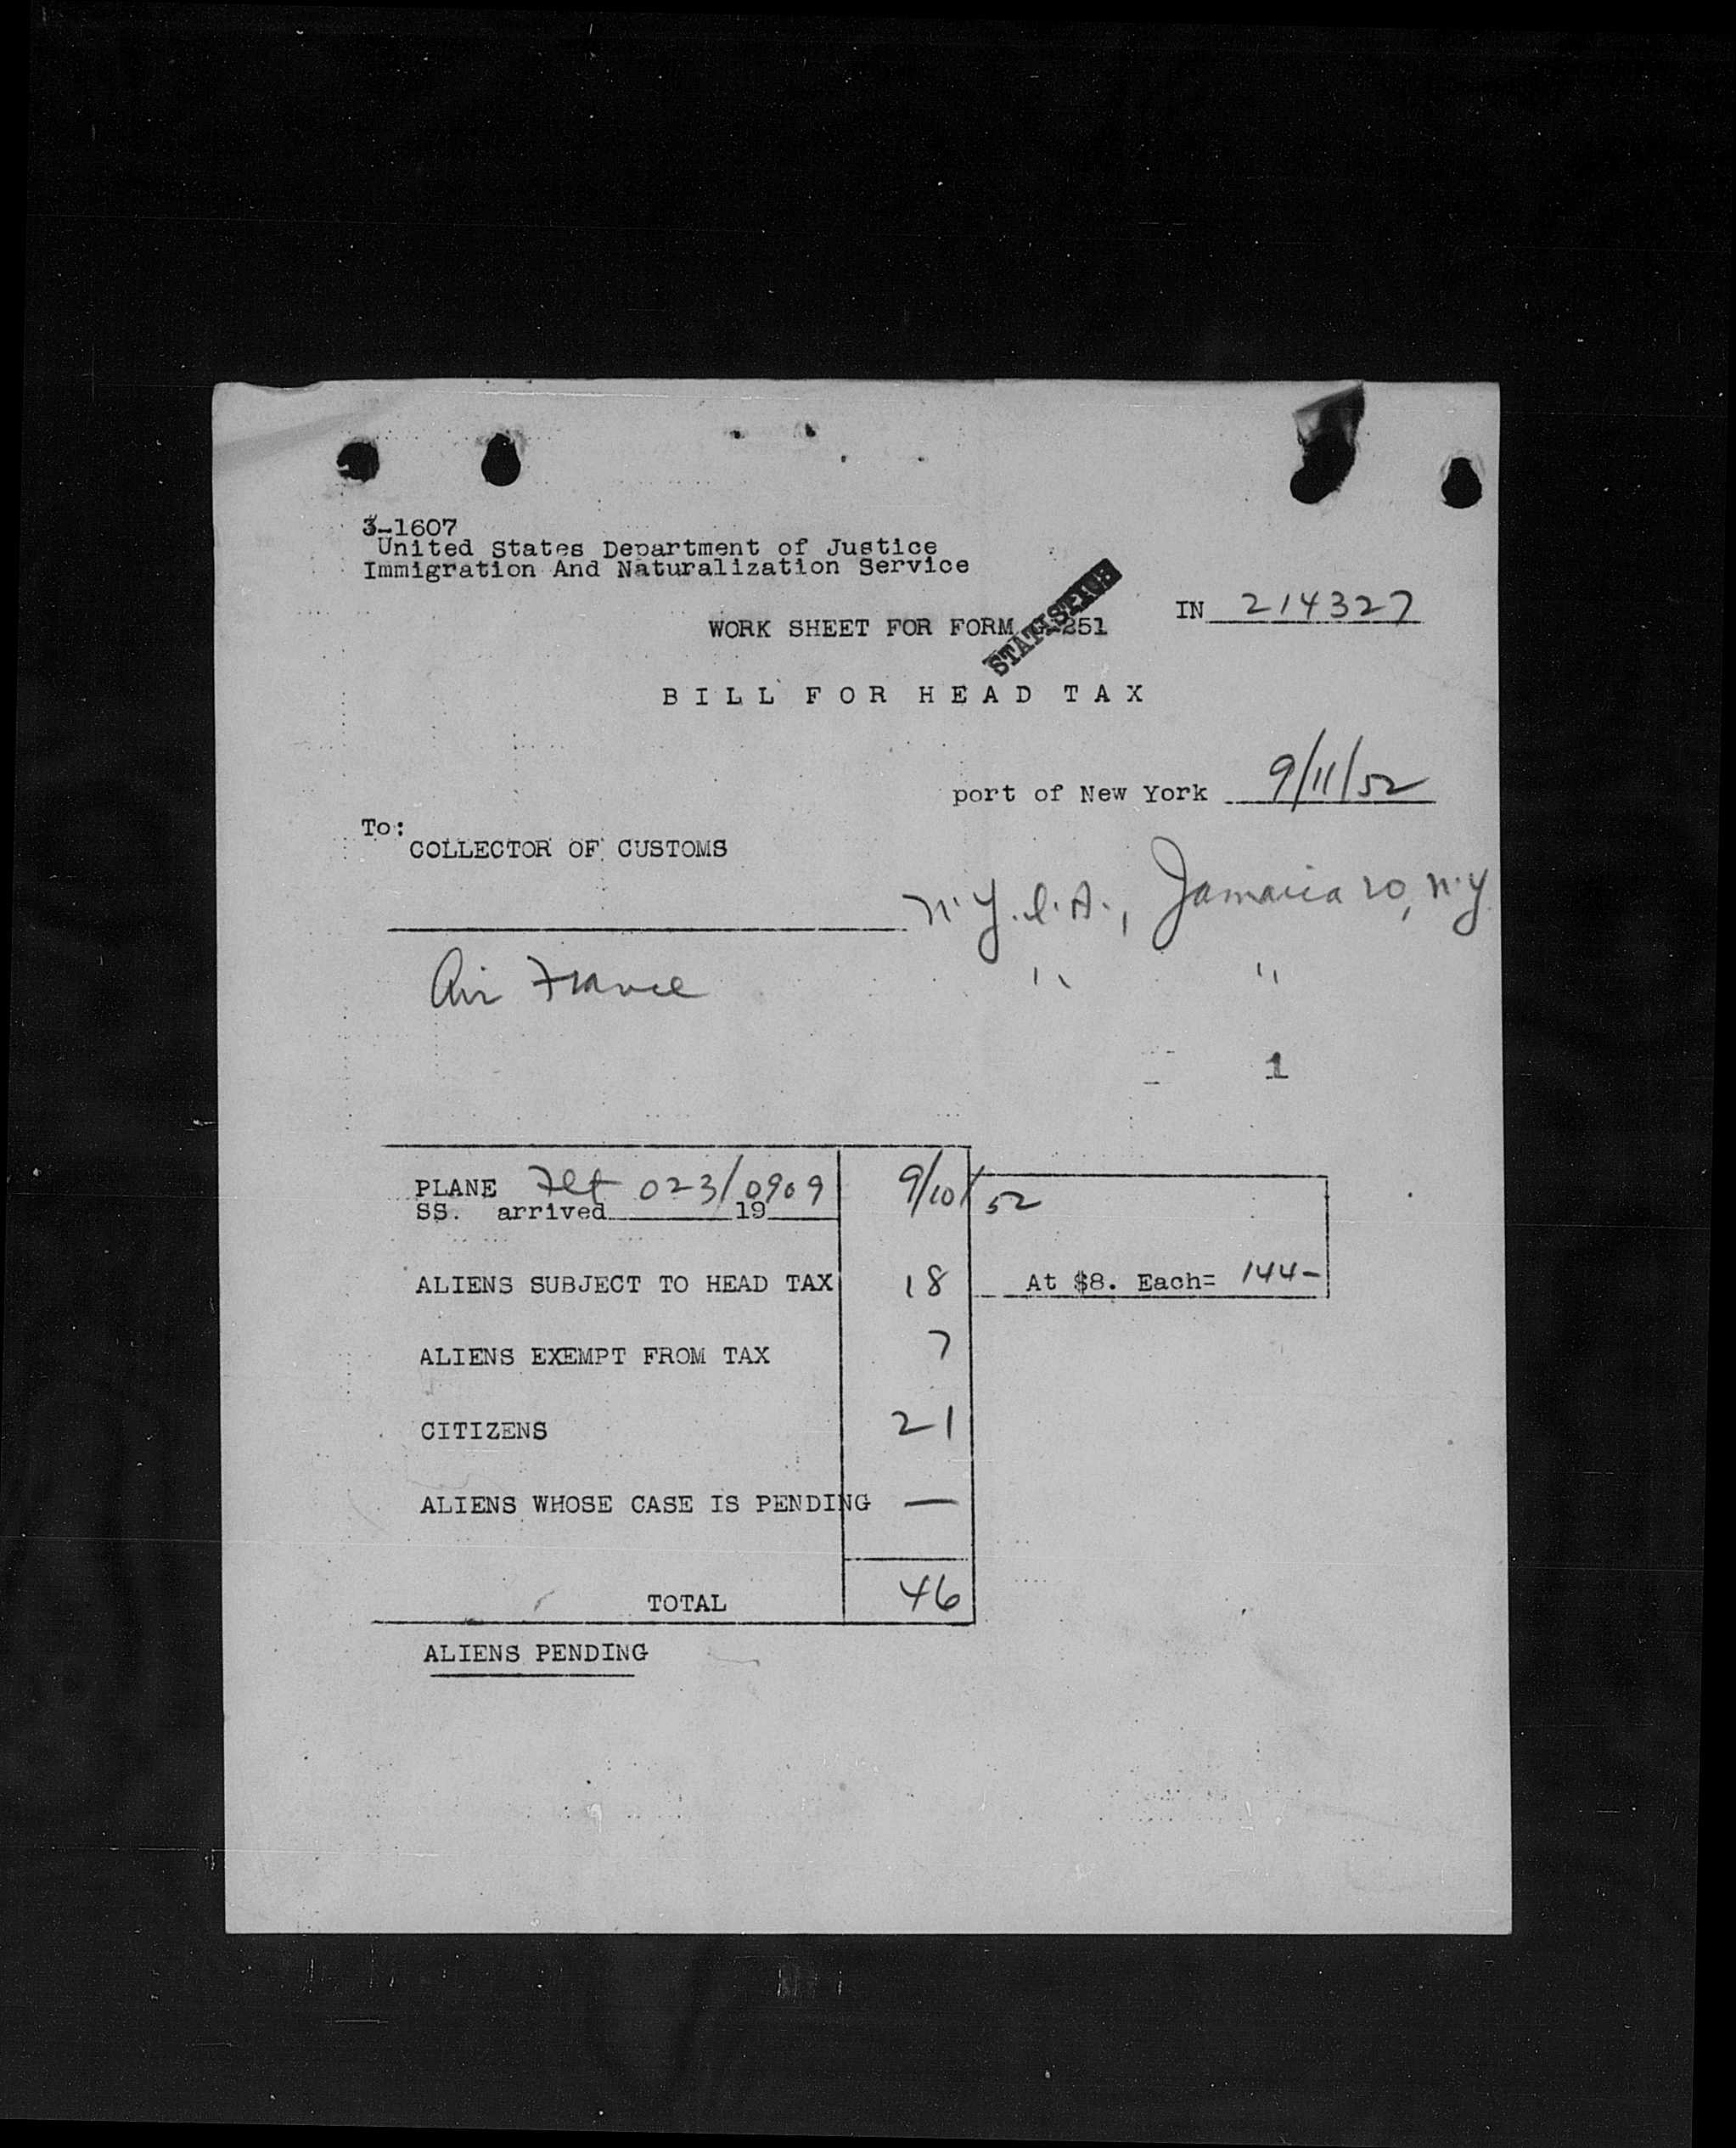 3-1607
United States Department of Justice
Immigration And Naturalization Service
IN 214327
WORK SHEET FOR FORM G-251
STATISTICS
BILL FOR HEAD TAX
port of New York 9/11/52
To:
COLLECTOR OF CUSTOMS
N.Y.I.A., Jamaica 20, N.Y.
Air France " "
1
PLANE Flt 023/0909 9/10/52
SS. arrived 19
ALIENS SUBJECT TO HEAD TAX 18 At $8. Each= 144-
ALIENS EXEMPT FROM TAX 7
CITIZENS 21
ALIENS WHOSE CASE IS PENDING —
TOTAL 46
ALIENS PENDING